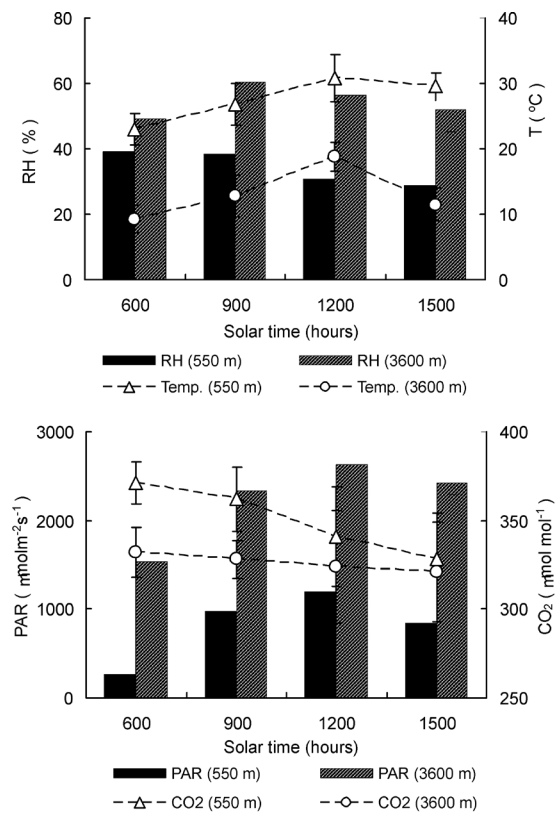 80
60
40
20
0
RH ( %)
40
30
20
10
0
T ( ºC)
600 900 1200 1500
Solar time (hours)
RH (550 m) RH (3600 m)
Temp. (550 m) Temp. (3600 m)
3000
2000
1000
0
PAR ( mmolm-2s-1)
400
350
300
250
CO2 ( mmol mol-1)
600 900 1200 1500
Solar time (hours)
PAR (550 m) PAR (3600 m)
CO2 (550 m) CO2 (3600 m)